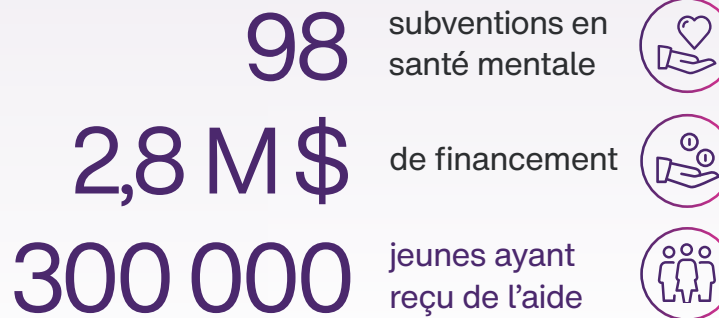 98
subventions en
santé mentale
2,8 M $
de financement
300 000
jeunes ayant
reçu de l’aide